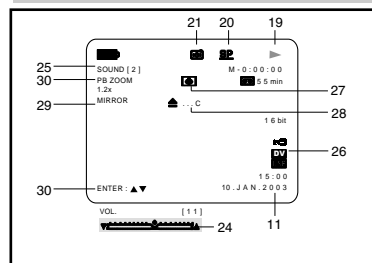 21 20 19
SP
25 SOUND [ 2 ] M - 0 : 0 0 : 0 0
30 PB ZOOM 5 5 min 27
1.2x
29 MIRROR . . . C 28
1 6 bit
DV 26
1 5 : 0 0
30 ENTER : ▲▼ 1 0 . J A N . 2 0 0 3
VOL. [ 1 1 ] 11
24